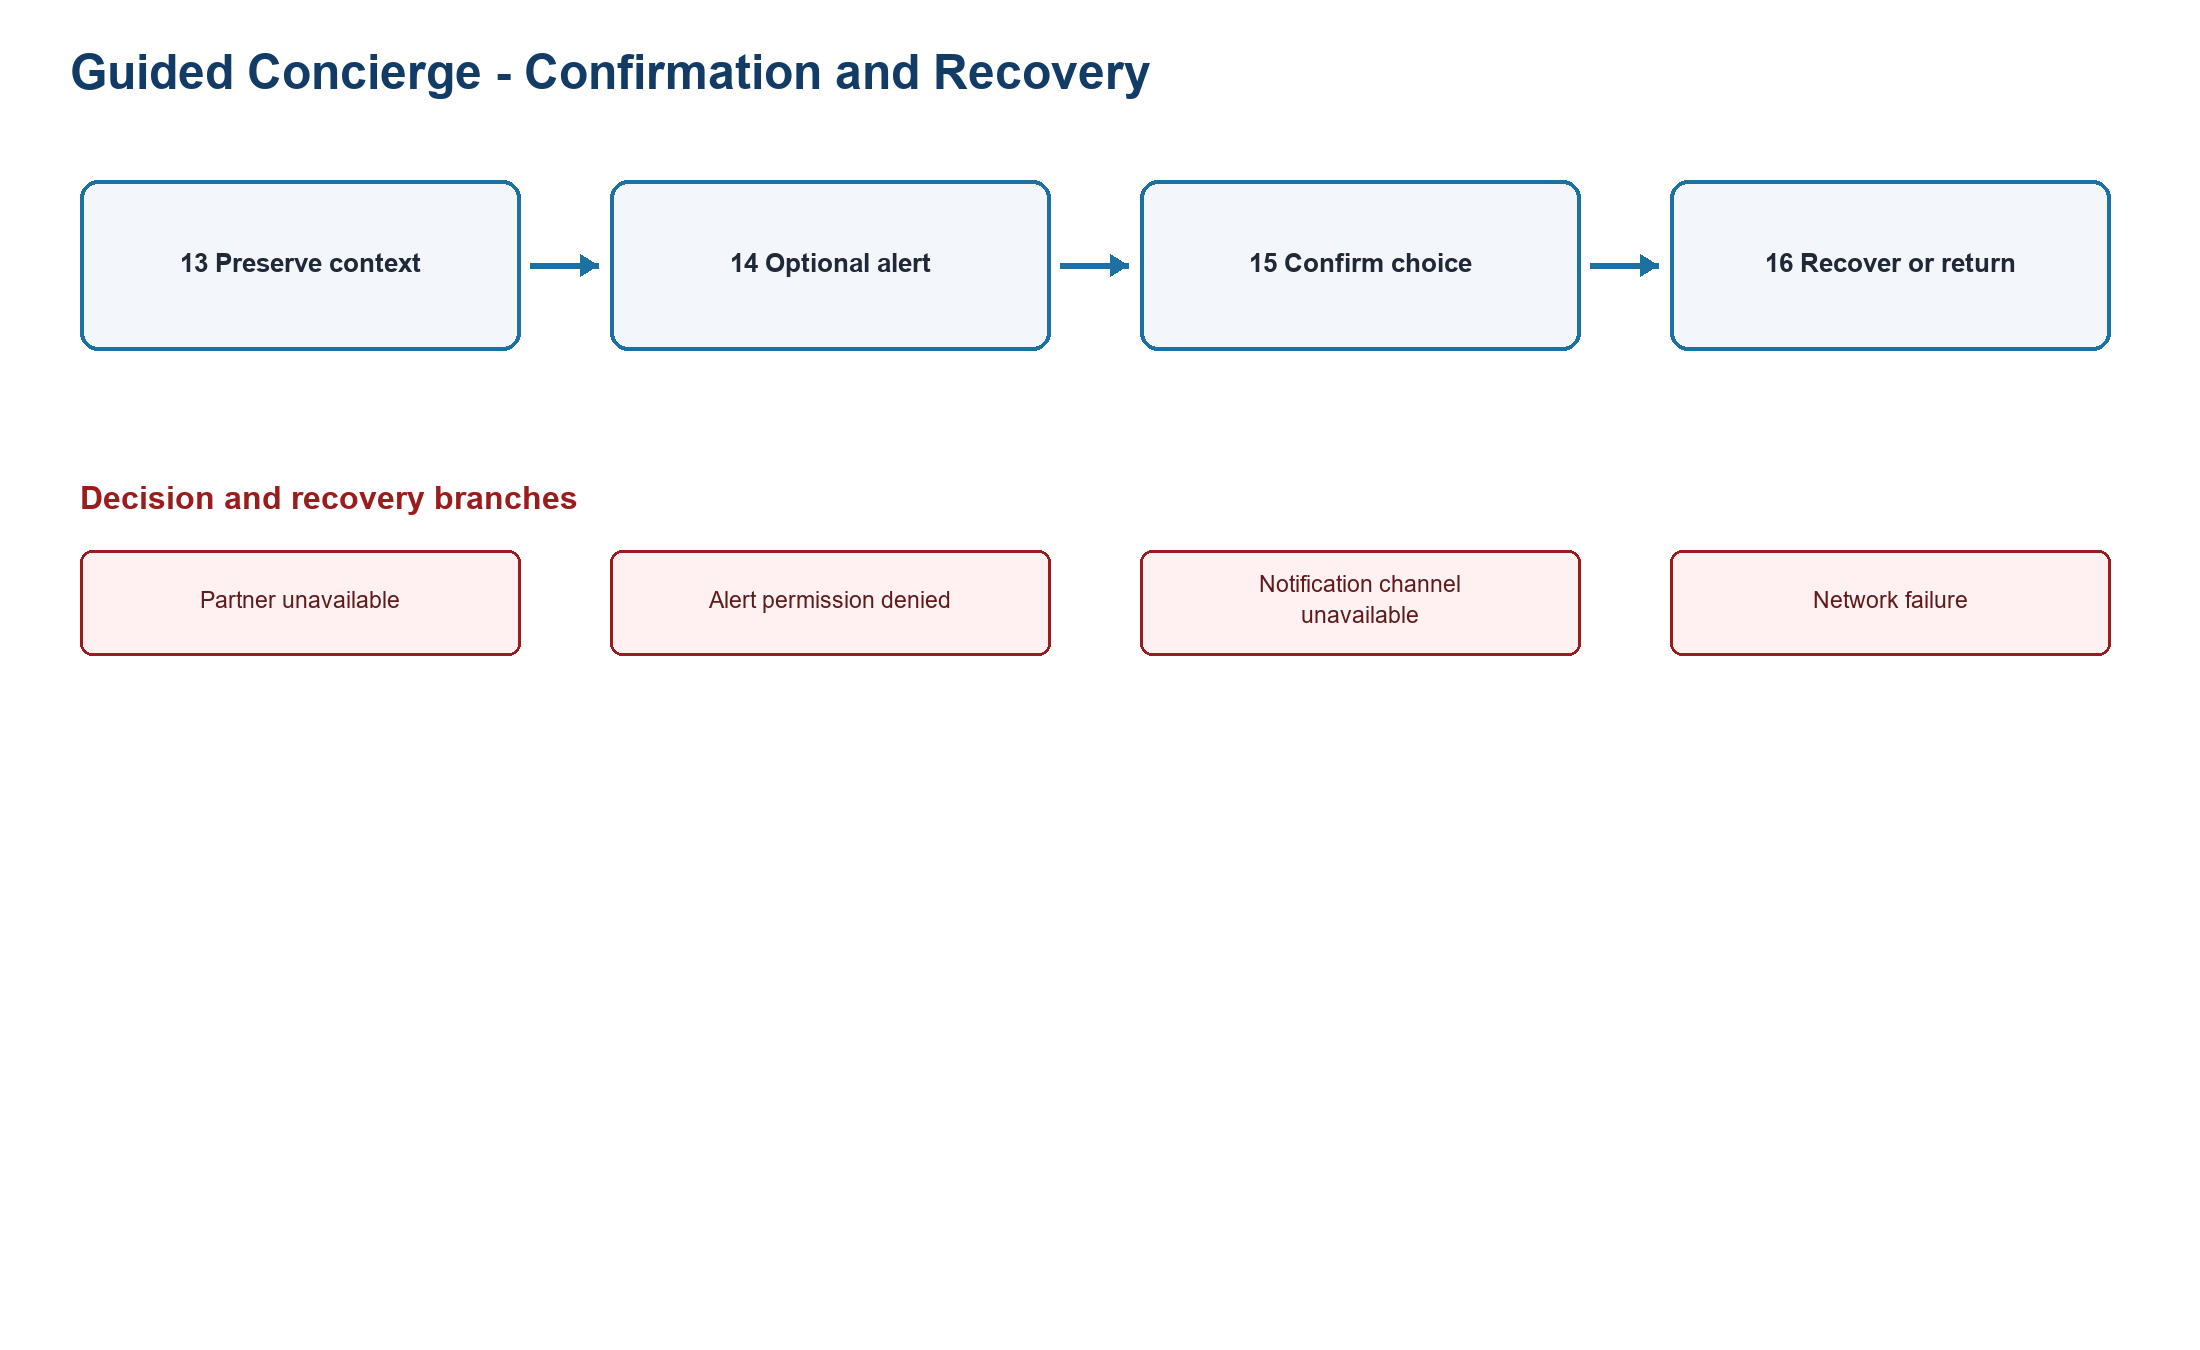 Guided Concierge - Confirmation and Recovery
13 Preserve context
14 Optional alert
15 Confirm choice
16 Recover or return
Decision and recovery branches
Partner unavailable
Alert permission denied
Notification channel
unavailable
Network failure